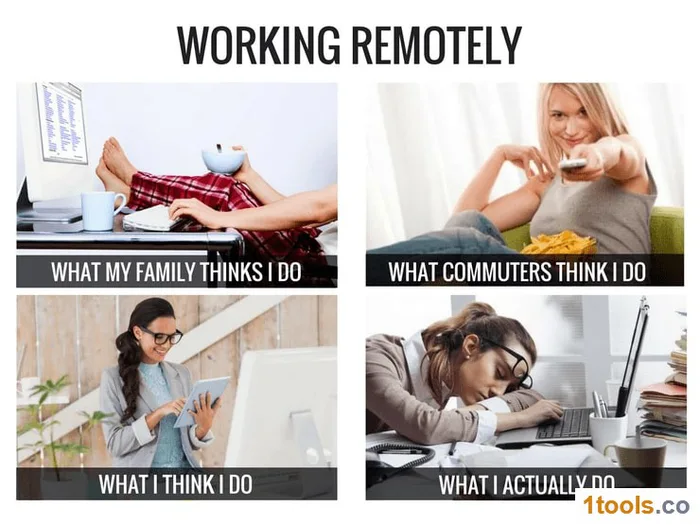 WORKING REMOTELY
WHAT MY FAMILY THINKS I DO
WHAT COMMUTERS THINK I DO
WHAT I THINK I DO
WHAT I ACTUALLY DO
1tools.co